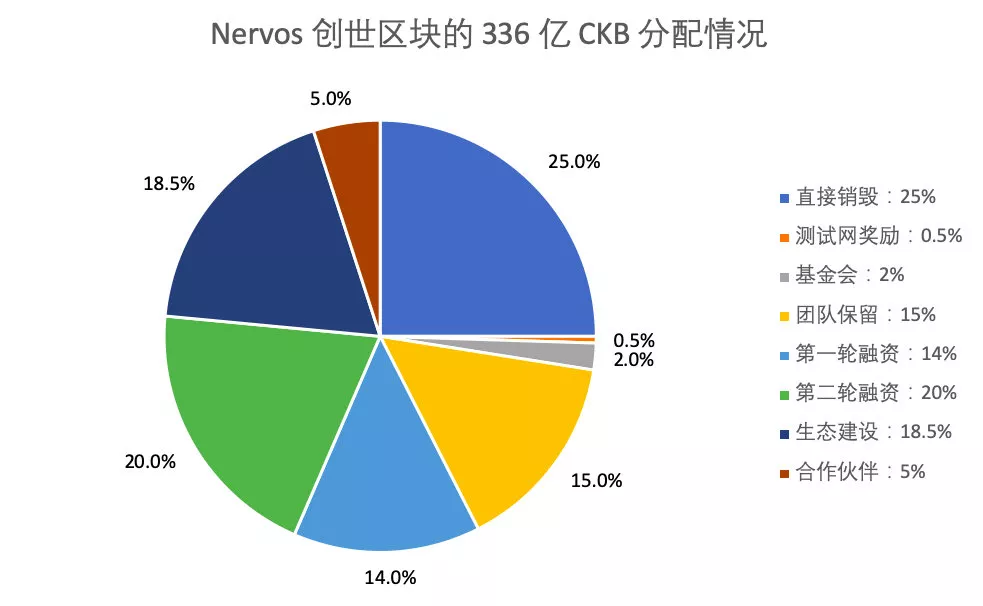 Nervos 创世区块的 336 亿 CKB 分配情况
5.0%
25.0%
18.5%
0.5%
2.0%
20.0%
15.0%
14.0%
直接销毁：25%
测试网奖励：0.5%
基金会：2%
团队保留：15%
第一轮融资：14%
第二轮融资：20%
生态建设：18.5%
合作伙伴：5%